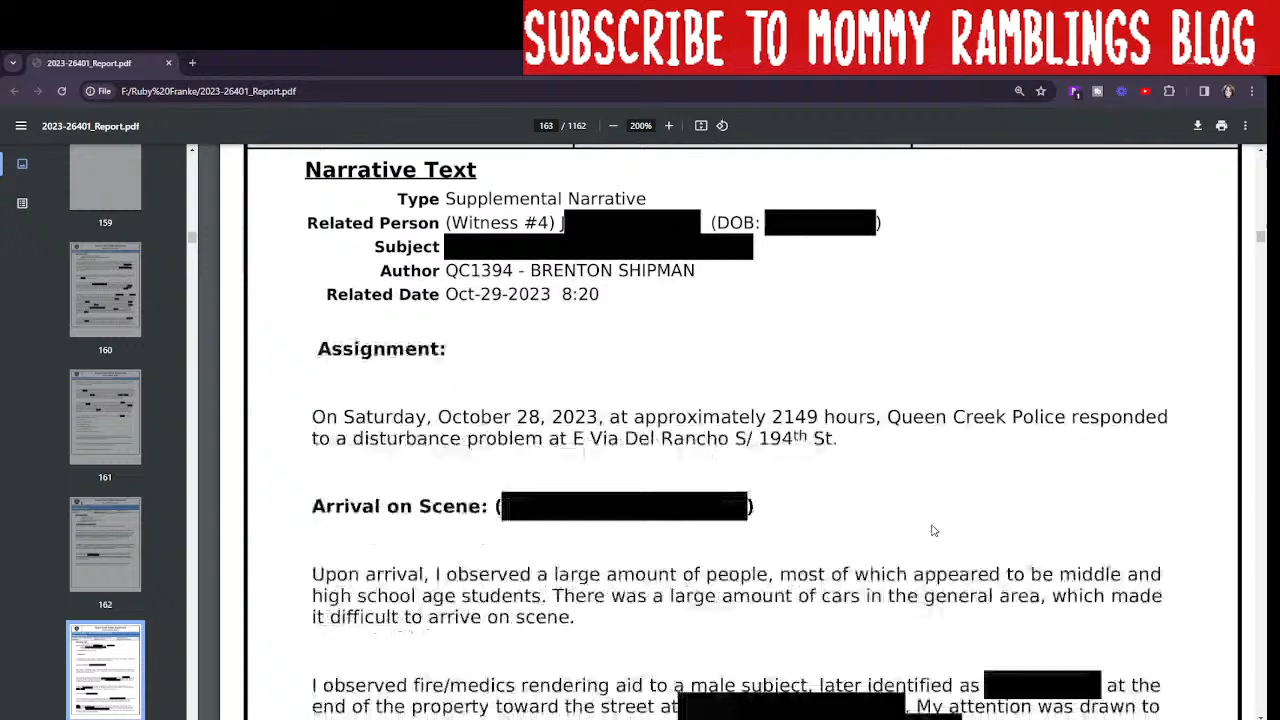 SUBSCRIBE TO MOMMY RAMBLINGS BLOG
2023-26401_Report.pdf
File F:/Ruby%20Franke/2023-26401_Report.pdf
2023-26401_Report.pdf 163 / 1162 200%
159
160
161
162
Narrative Text
Type Supplemental Narrative
Related Person (Witness #4) J (DOB: )
Subject
Author QC1394 - BRENTON SHIPMAN
Related Date Oct-29-2023 8:20
Assignment:
On Saturday, October 28, 2023, at approximately 2149 hours, Queen Creek Police responded
to a disturbance problem at E Via Del Rancho S/ 194th St.
Arrival on Scene: ( )
Upon arrival, I observed a large amount of people, most of which appeared to be middle and
high school age students. There was a large amount of cars in the general area, which made
it difficult to arrive on scene.
I observed fire/medics rendering aid to a male subject later identified as at the
end of the property toward the street at . My attention was drawn to